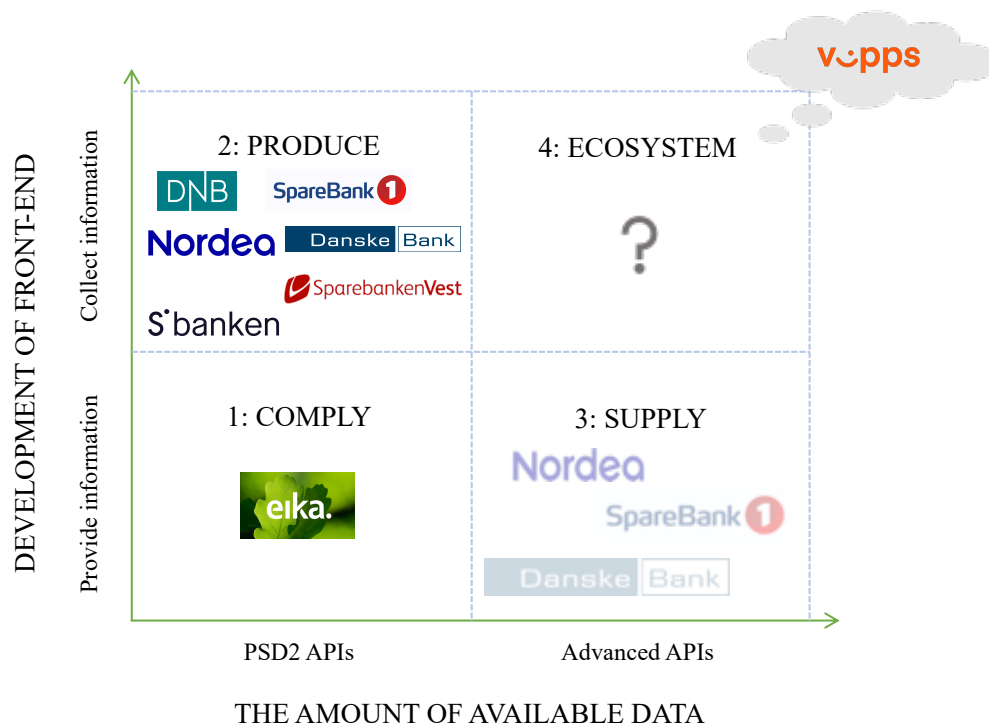 vipps
2: PRODUCE
4: ECOSYSTEM
DNB
SpareBank 1
Nordea
Danske Bank
?
SparebankenVest
S'banken
1: COMPLY
3: SUPPLY
Nordea
eika.
SpareBank 1
Danske Bank
DEVELOPMENT OF FRONT-END
Collect information
Provide information
PSD2 APIs
Advanced APIs
THE AMOUNT OF AVAILABLE DATA